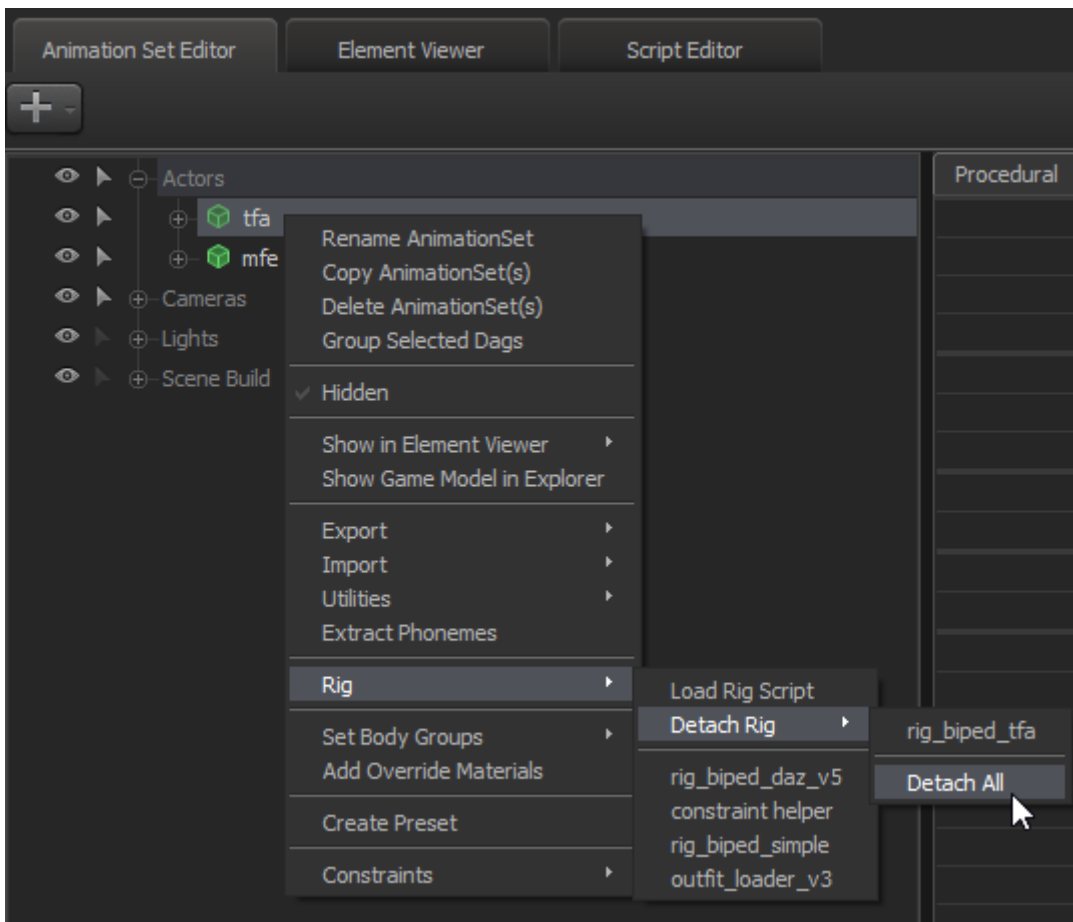 Animation Set Editor
Element Viewer
Script Editor
Procedural
Actors
tfa
mfe
Cameras
Lights
Scene Build
Rename AnimationSet
Copy AnimationSet(s)
Delete AnimationSet(s)
Group Selected Dags
Hidden
Show in Element Viewer
Show Game Model in Explorer
Export
Import
Utilities
Extract Phonemes
Rig
Set Body Groups
Add Override Materials
Create Preset
Constraints
Load Rig Script
Detach Rig
rig_biped_daz_v5
constraint helper
rig_biped_simple
outfit_loader_v3
rig_biped_tfa
Detach All